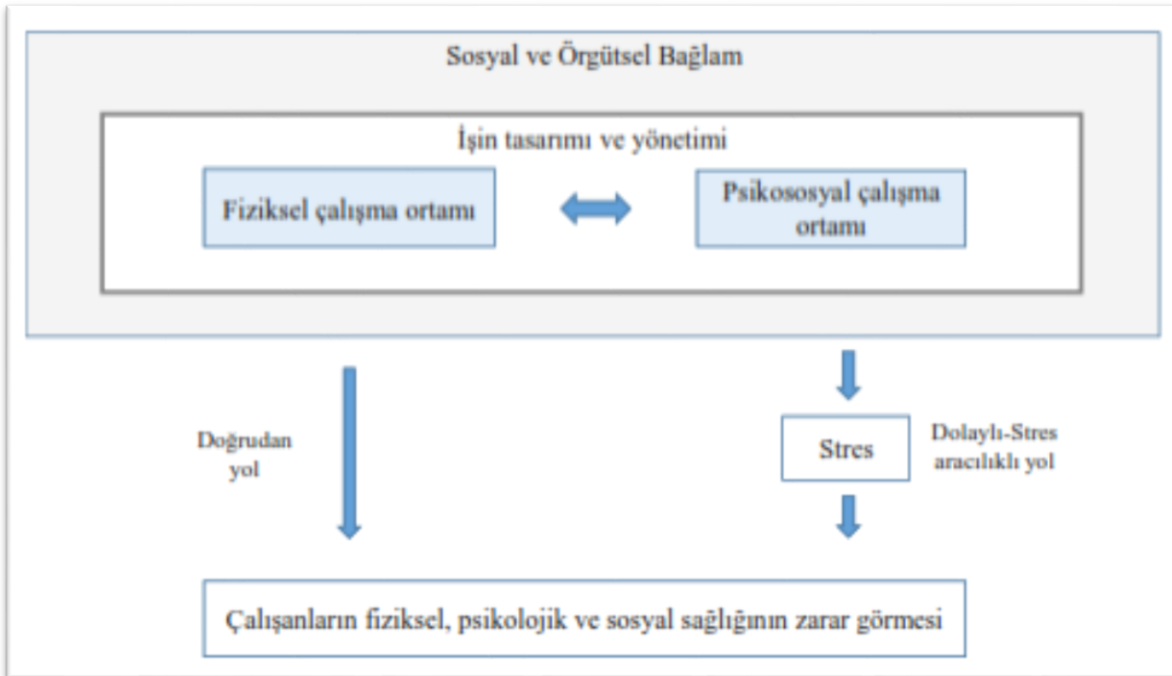 Sosyal ve Örgütsel Bağlam
İşin tasarımı ve yönetimi
Fiziksel çalışma ortamı
Psikososyal çalışma
ortamı
Doğrudan
yol
Stres
Dolaylı-Stres
aracılıklı yol
Çalışanların fiziksel, psikolojik ve sosyal sağlığının zarar görmesi